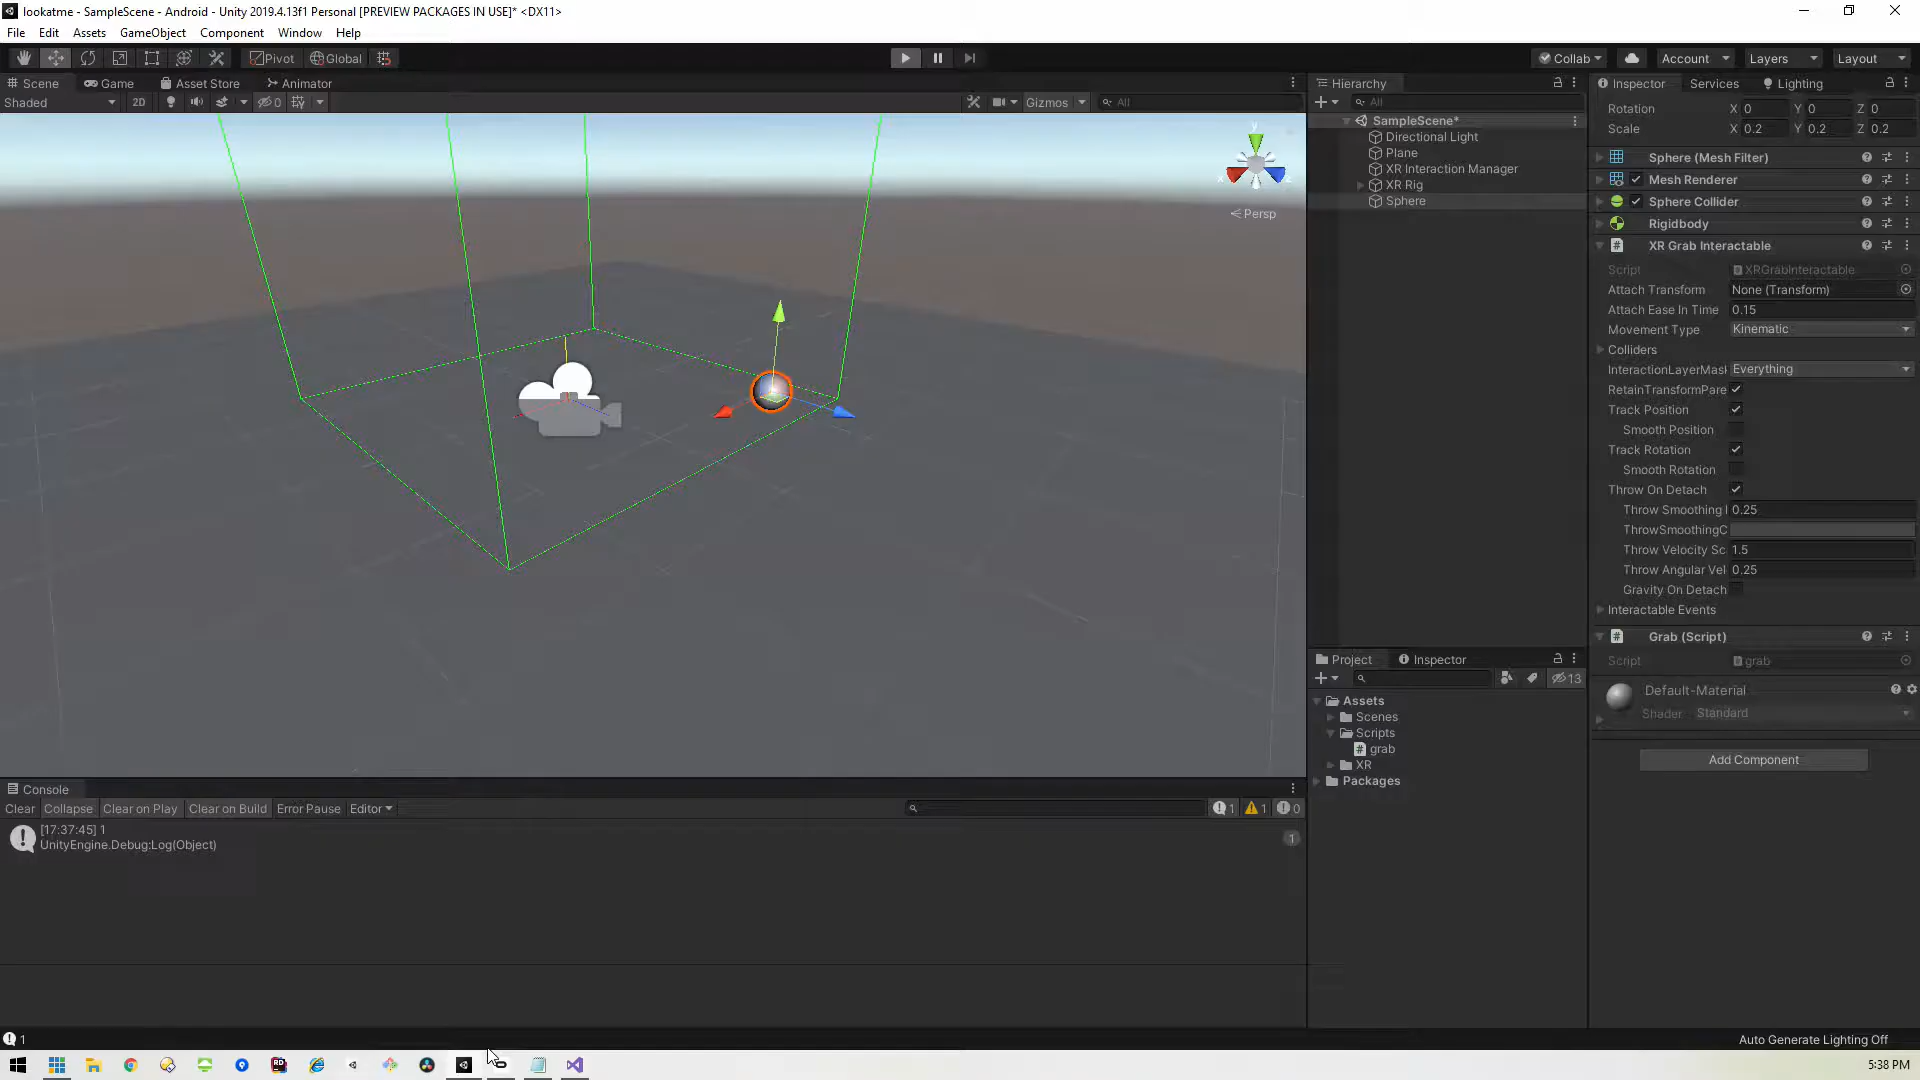 lookatme - SampleScene - Android - Unity 2019.4.13f1 Personal [PREVIEW PACKAGES IN USE]* <DX11>
File Edit Assets GameObject Component Window Help
Pivot Global Collab Account Layers Layout
Scene Game Asset Store Animator
Shaded 2D 0 Gizmos All
y
x
z
Persp
Hierarchy
All
SampleScene*
Directional Light
Plane
XR Interaction Manager
XR Rig
Sphere
Inspector Services Lighting
Rotation X 0 Y 0 Z 0
Scale X 0.2 Y 0.2 Z 0.2
Sphere (Mesh Filter)
Mesh Renderer
Sphere Collider
Rigidbody
# XR Grab Interactable
Script XRGrabInteractable
Attach Transform None (Transform)
Attach Ease In Time 0.15
Movement Type Kinematic
Colliders
InteractionLayerMas Everything
RetainTransformPare
Track Position
Smooth Position
Track Rotation
Smooth Rotation
Throw On Detach
Throw Smoothing 0.25
ThrowSmoothingC
Throw Velocity Sc 1.5
Throw Angular Vel 0.25
Gravity On Detach
Interactable Events
# Grab (Script)
Script grab
Default-Material
Shader Standard
Add Component
Project Inspector
13
Assets
Scenes
Scripts
# grab
XR
Packages
Console
Clear Collapse Clear on Play Clear on Build Error Pause Editor 1 1 0
[17:37:45] 1
UnityEngine.Debug:Log(Object)
1
1
Auto Generate Lighting Off
RD
5:38 PM